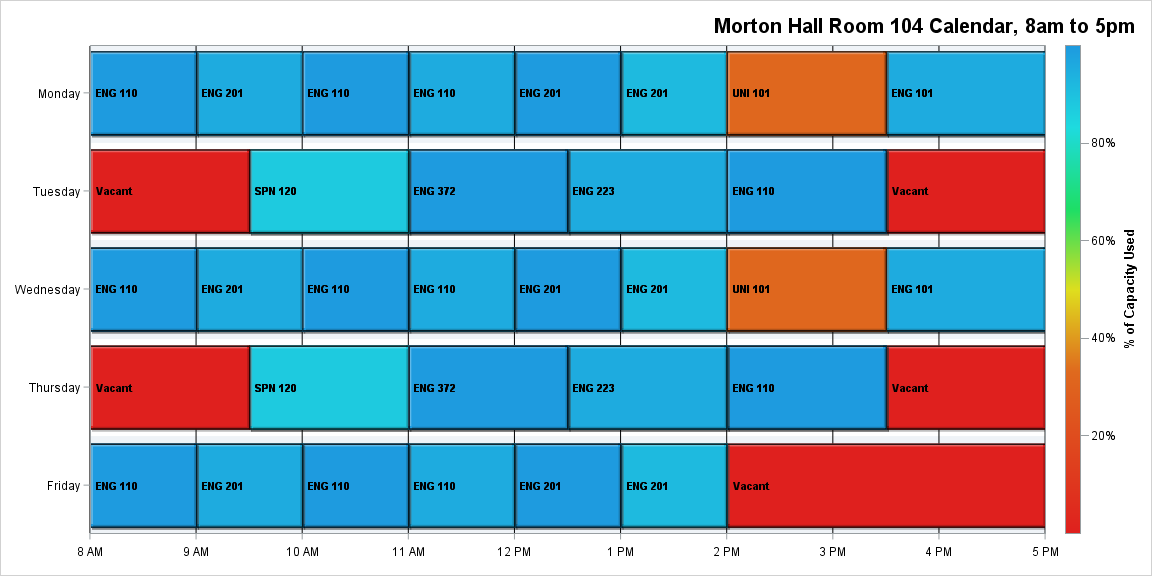 Morton Hall Room 104 Calendar, 8am to 5pm
Monday ENG 110 ENG 201 ENG 110 ENG 110 ENG 201 ENG 201 UNI 101 ENG 101
80%
Tuesday Vacant SPN 120 ENG 372 ENG 223 ENG 110 Vacant
60%
% of Capacity Used
Wednesday ENG 110 ENG 201 ENG 110 ENG 110 ENG 201 ENG 201 UNI 101 ENG 101
40%
Thursday Vacant SPN 120 ENG 372 ENG 223 ENG 110 Vacant
20%
Friday ENG 110 ENG 201 ENG 110 ENG 110 ENG 201 ENG 201 Vacant
8 AM 9 AM 10 AM 11 AM 12 PM 1 PM 2 PM 3 PM 4 PM 5 PM